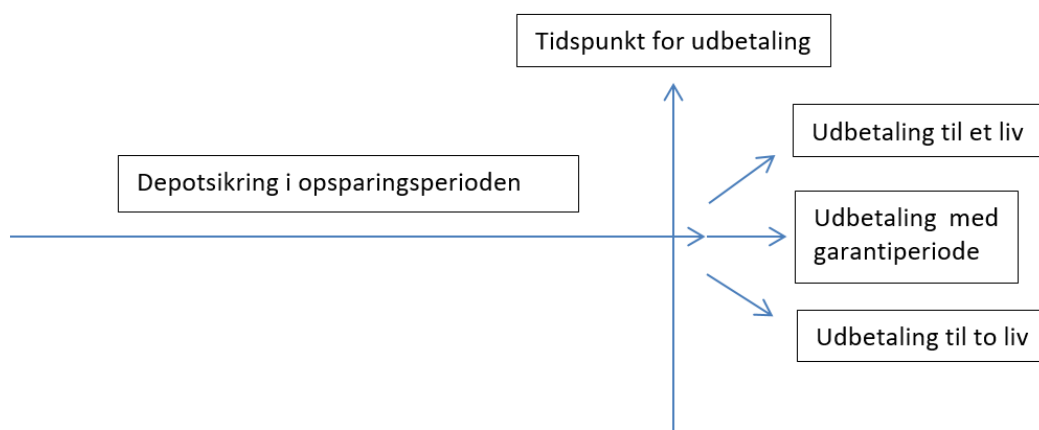 Tidspunkt for udbetaling
Udbetaling til et liv
Depotsikring i opsparingsperioden
Udbetaling med
garantiperiode
Udbetaling til to liv